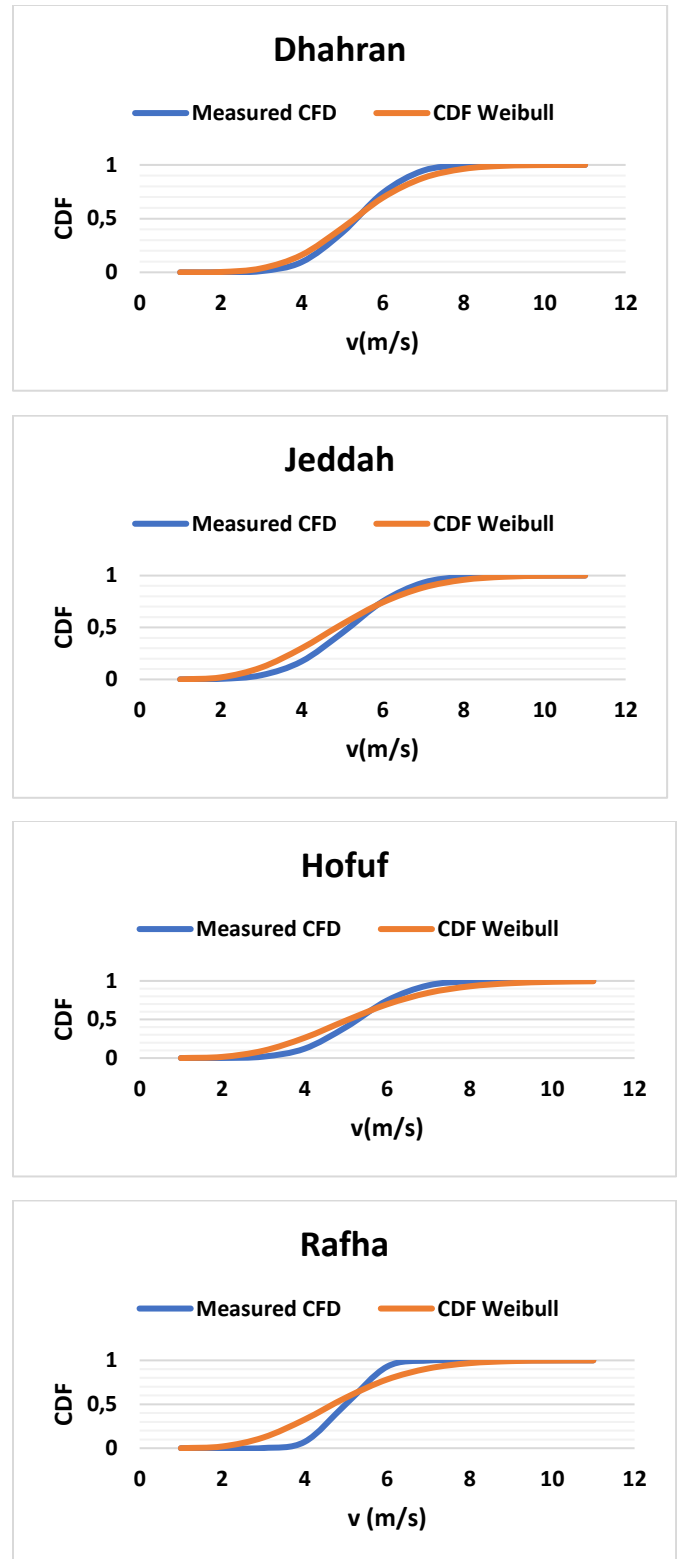 Dhahran
Measured CFD CDF Weibull
1
0,5
0
CDF
0 2 4 6 8 10 12
v(m/s)
Jeddah
Measured CFD CDF Weibull
1
0,5
0
CDF
0 2 4 6 8 10 12
v(m/s)
Hofuf
Measured CFD CDF Weibull
1
0,5
0
CDF
0 2 4 6 8 10 12
v(m/s)
Rafha
Measured CFD CDF Weibull
1
0,5
0
CDF
0 2 4 6 8 10 12
v (m/s)